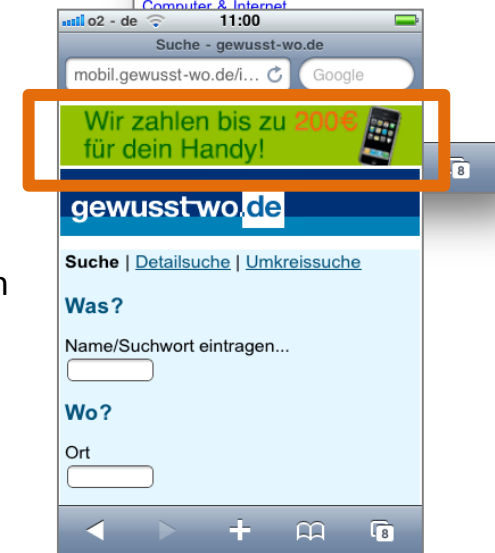 Computer & Internet
o2 - de 11:00
Suche - gewusst-wo.de
mobil.gewusst-wo.de/i... Google
Wir zahlen bis zu 200€
für dein Handy!
8
gewusst-wo.de
Suche | Detailsuche | Umkreissuche
n
Was?
Name/Suchwort eintragen...
Wo?
Ort
8